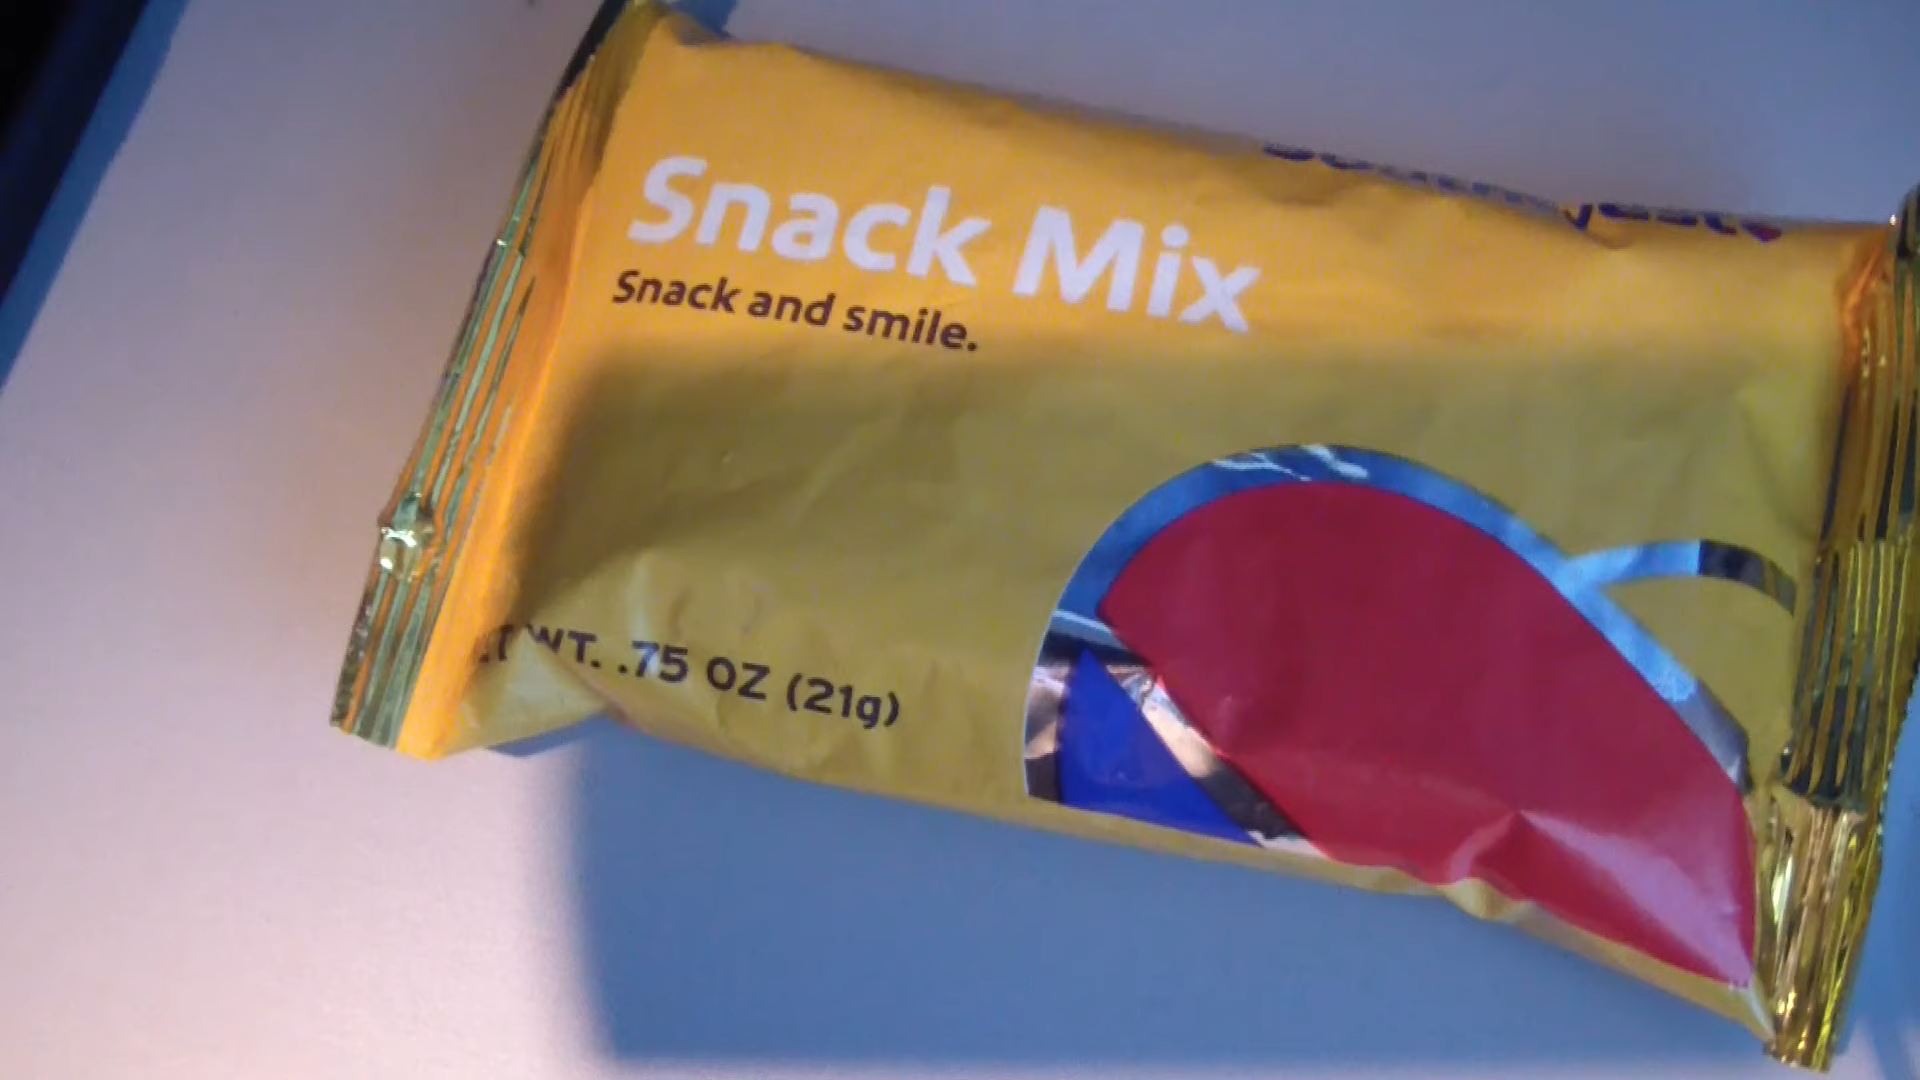 Snack Mix
Snack and smile.
WT. .75 OZ (21g)